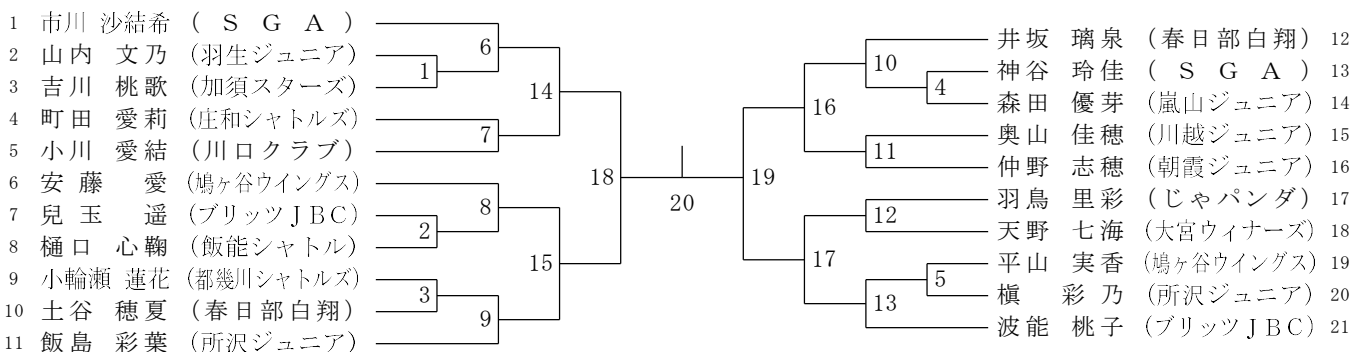 1 市川 沙結希 (ＳＧＡ)
2 山内 文乃 (羽生ジュニア)
3 吉川 桃歌 (加須スターズ)
4 町田 愛莉 (庄和シャトルズ)
5 小川 愛結 (川口クラブ)
6 安藤 愛 (鳩ヶ谷ウイングス)
7 兒玉 遥 (ブリッツＪＢＣ)
8 樋口 心鞠 (飯能シャトル)
9 小輪瀬 蓮花 (都幾川シャトルズ)
10 土谷 穂夏 (春日部白翔)
11 飯島 彩葉 (所沢ジュニア)
1
2
3
6
7
8
9
14
15
18
20
19
16
17
10
11
12
13
4
5
井坂 璃泉 (春日部白翔) 12
神谷 玲佳 (ＳＧＡ) 13
森田 優芽 (嵐山ジュニア) 14
奥山 佳穂 (川越ジュニア) 15
仲野 志穂 (朝霞ジュニア) 16
羽鳥 里彩 (じゃパンダ) 17
天野 七海 (大宮ウィナーズ) 18
平山 実香 (鳩ヶ谷ウイングス) 19
槇 彩乃 (所沢ジュニア) 20
波能 桃子 (ブリッツＪＢＣ) 21